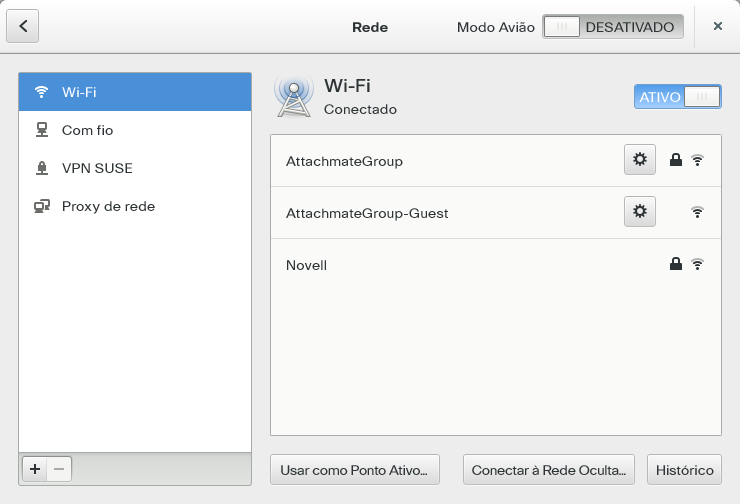 Rede
Modo Avião
DESATIVADO
Wi-Fi
Com fio
VPN SUSE
Proxy de rede
Wi-Fi
Conectado
ATIVO
AttachmateGroup
AttachmateGroup-Guest
Novell
Usar como Ponto Ativo...
Conectar à Rede Oculta...
Histórico